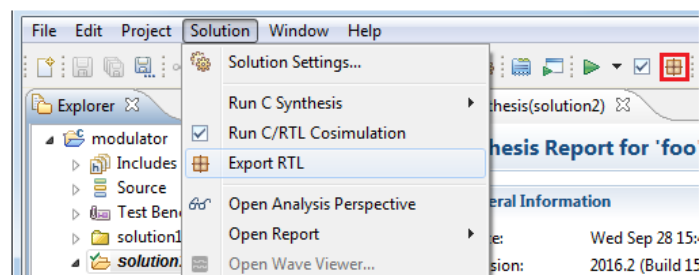 File Edit Project Solution Window Help
Solution Settings...
Explorer
thesis(solution2)
Run C Synthesis
modulator
Run C/RTL Cosimulation
hesis Report for 'foo'
Includes
Export RTL
Source
Test Ben
Open Analysis Perspective
eral Information
solution1
Open Report
e: Wed Sep 28 15:
solution
Open Wave Viewer...
sion: 2016.2 (Build 15